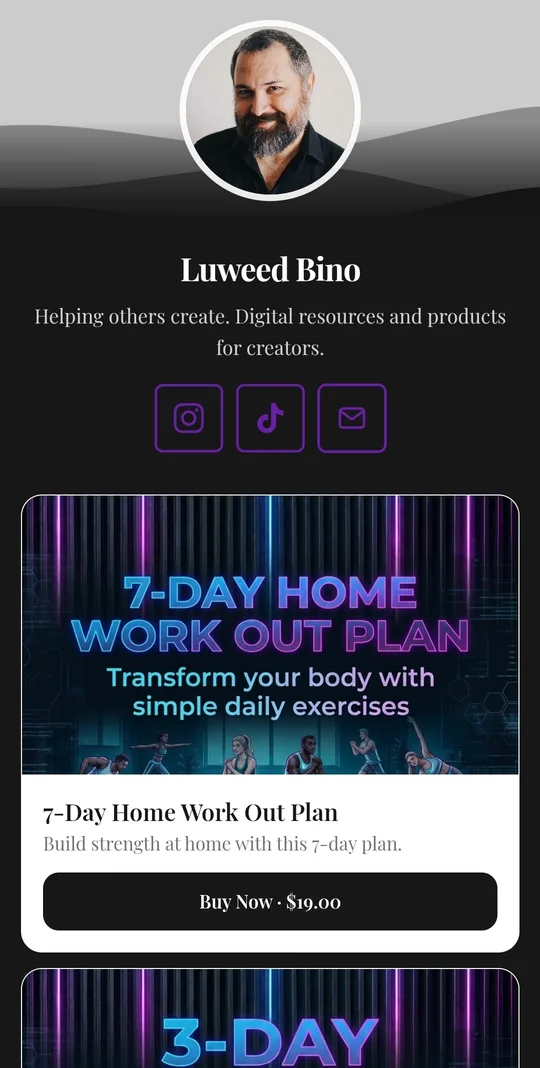 Luweed Bino
Helping others create. Digital resources and products
for creators.
7-DAY HOME
WORK OUT PLAN
Transform your body with
simple daily exercises
7-Day Home Work Out Plan
Build strength at home with this 7-day plan.
Buy Now · $19.00
3-DAY